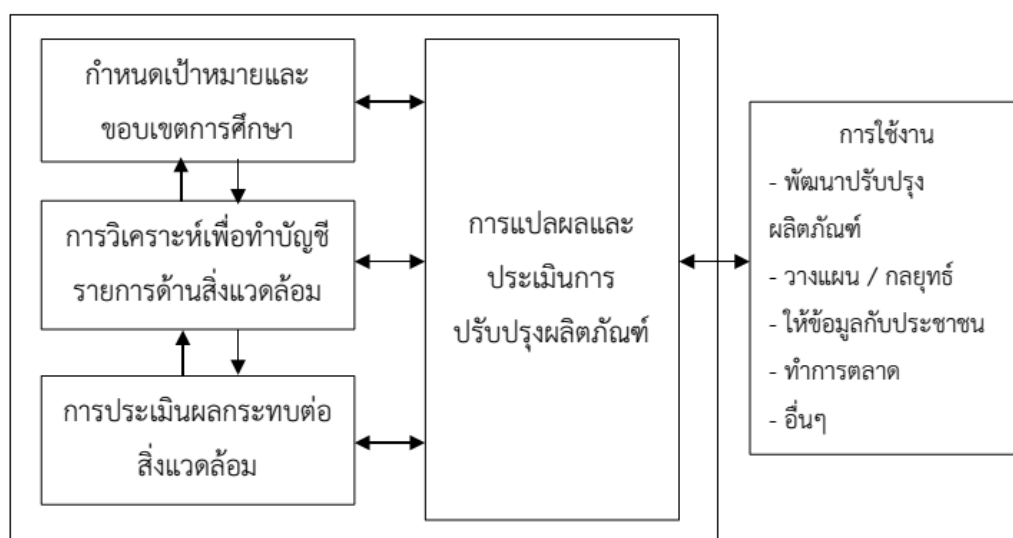 กำหนดเป้าหมายและ
ขอบเขตการศึกษา
การวิเคราะห์เพื่อทำบัญชี
รายการด้านสิ่งแวดล้อม
การประเมินผลกระทบต่อ
สิ่งแวดล้อม
การแปลผลและ
ประเมินการ
ปรับปรุงผลิตภัณฑ์
การใช้งาน
- พัฒนาปรับปรุง
ผลิตภัณฑ์
- วางแผน / กลยุทธ์
- ให้ข้อมูลกับประชาชน
- ทำการตลาด
- อื่นๆ